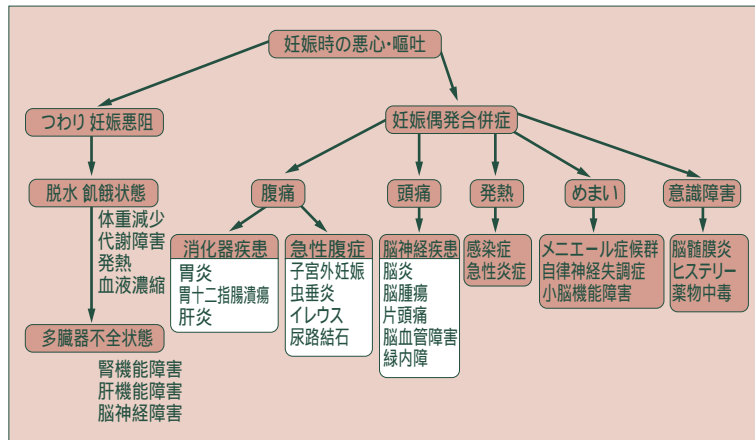 妊娠時の悪心・嘔吐
つわり 妊娠悪阻
妊娠偶発合併症
脱水 飢餓状態
体重減少
代謝障害
発熱
血液濃縮
多臓器不全状態
腎機能障害
肝機能障害
脳神経障害
腹痛
頭痛
発熱
めまい
意識障害
消化器疾患
胃炎
胃十二指腸潰瘍
肝炎
急性腹症
子宮外妊娠
虫垂炎
イレウス
尿路結石
脳神経疾患
脳炎
脳腫瘍
片頭痛
脳血管障害
緑内障
感染症
急性炎症
メニエール症候群
自律神経失調症
小脳機能障害
脳髄膜炎
ヒステリー
薬物中毒